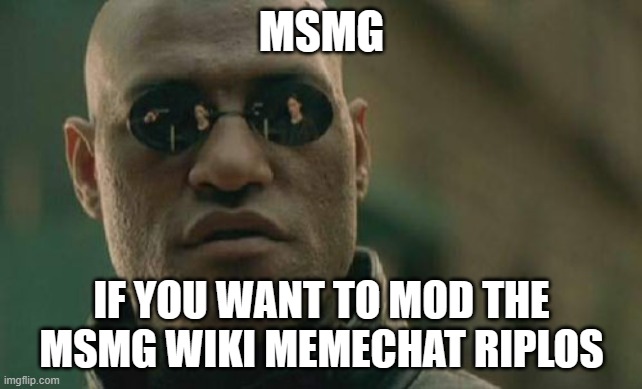 MSMG
IF YOU WANT TO MOD THE
MSMG WIKI MEMECHAT RIPLOS
imgflip.com